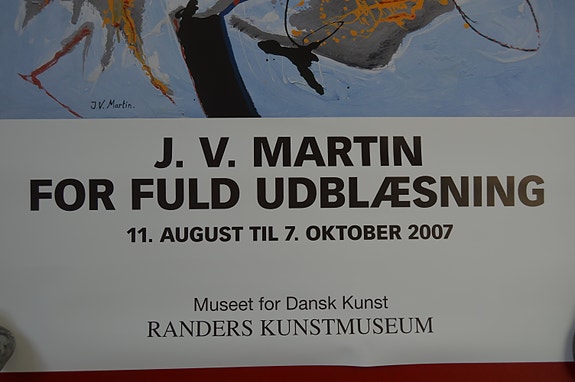 J.V. Martin.
J. V. MARTIN
FOR FULD UDBLÆSNING
11. AUGUST TIL 7. OKTOBER 2007
Museet for Dansk Kunst
RANDERS KUNSTMUSEUM